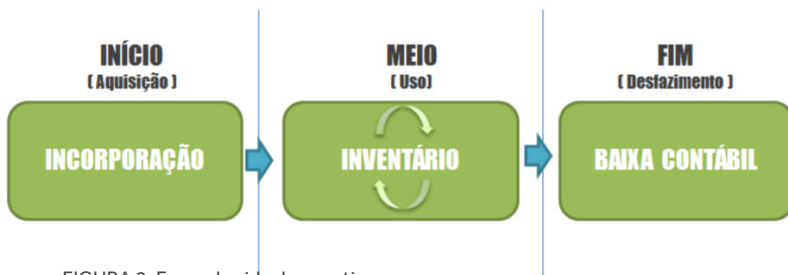 INÍCIO
( Aquisição )
INCORPORAÇÃO
MEIO
( Uso)
INVENTÁRIO
FIM
( Desfazimento )
BAIXA CONTÁBIL